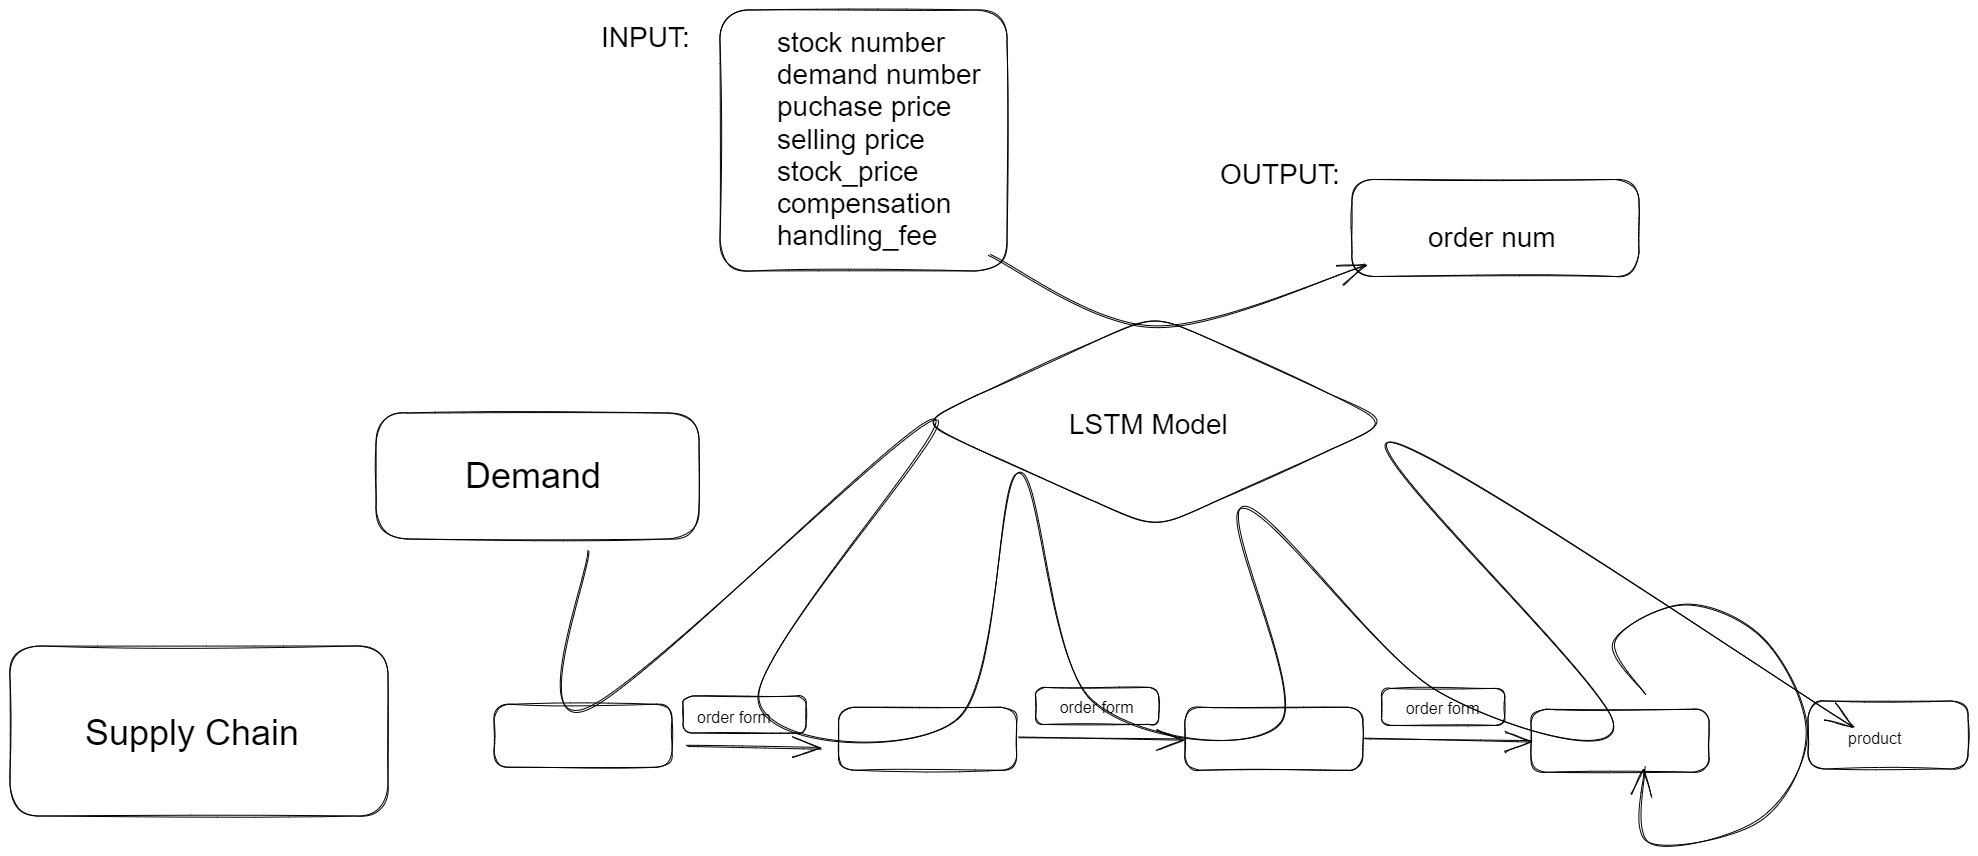 INPUT:
stock number
demand number
puchase price
selling price
stock_price
compensation
handling_fee
OUTPUT:
order num
LSTM Model
Demand
Supply Chain
order form
order form
order form
product